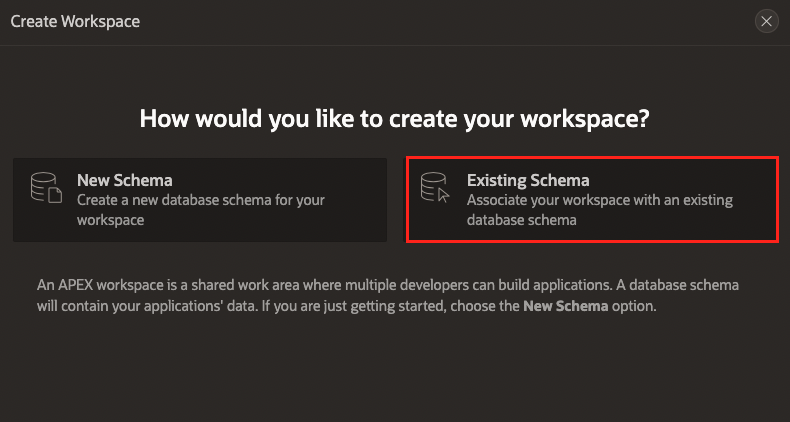 Create Workspace
How would you like to create your workspace?
New Schema
Create a new database schema for your
workspace
Existing Schema
Associate your workspace with an existing
database schema
An APEX workspace is a shared work area where multiple developers can build applications. A database schema
will contain your applications' data. If you are just getting started, choose the New Schema option.